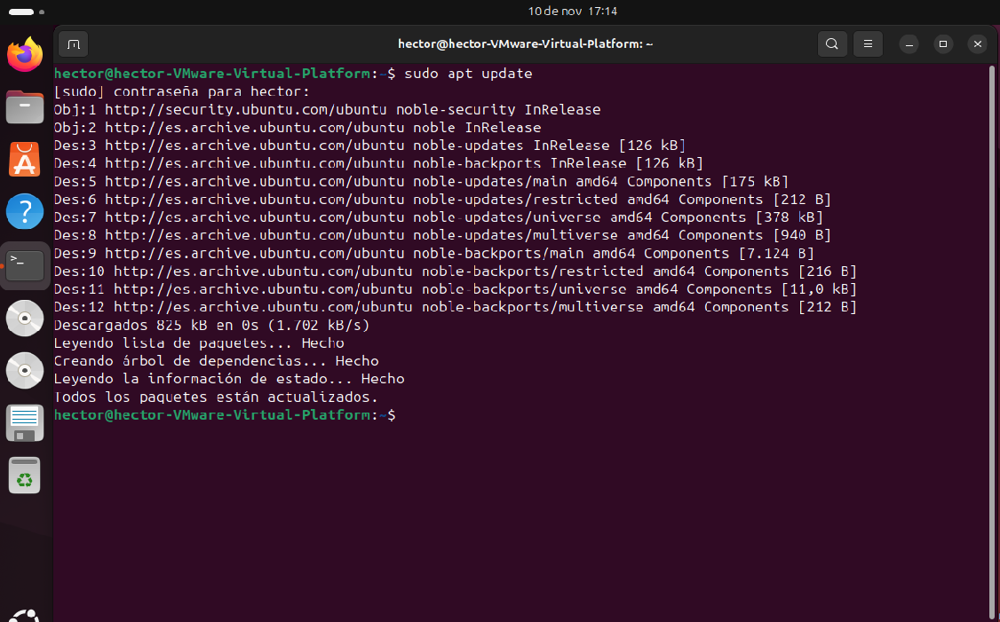 10 de nov 17:14
hector@hector-VMware-Virtual-Platform: ~
hector@hector-VMware-Virtual-Platform:~$ sudo apt update
[sudo] contraseña para hector:
Obj:1 http://security.ubuntu.com/ubuntu noble-security InRelease
Obj:2 http://es.archive.ubuntu.com/ubuntu noble InRelease
Des:3 http://es.archive.ubuntu.com/ubuntu noble-updates InRelease [126 kB]
Des:4 http://es.archive.ubuntu.com/ubuntu noble-backports InRelease [126 kB]
Des:5 http://es.archive.ubuntu.com/ubuntu noble-updates/main amd64 Components [175 kB]
Des:6 http://es.archive.ubuntu.com/ubuntu noble-updates/restricted amd64 Components [212 B]
Des:7 http://es.archive.ubuntu.com/ubuntu noble-updates/universe amd64 Components [378 kB]
Des:8 http://es.archive.ubuntu.com/ubuntu noble-updates/multiverse amd64 Components [940 B]
Des:9 http://es.archive.ubuntu.com/ubuntu noble-backports/main amd64 Components [7.124 B]
Des:10 http://es.archive.ubuntu.com/ubuntu noble-backports/restricted amd64 Components [216 B]
Des:11 http://es.archive.ubuntu.com/ubuntu noble-backports/universe amd64 Components [11,0 kB]
Des:12 http://es.archive.ubuntu.com/ubuntu noble-backports/multiverse amd64 Components [212 B]
Descargados 825 kB en 0s (1.702 kB/s)
Leyendo lista de paquetes... Hecho
Creando árbol de dependencias... Hecho
Leyendo la información de estado... Hecho
Todos los paquetes están actualizados.
hector@hector-VMware-Virtual-Platform:~$